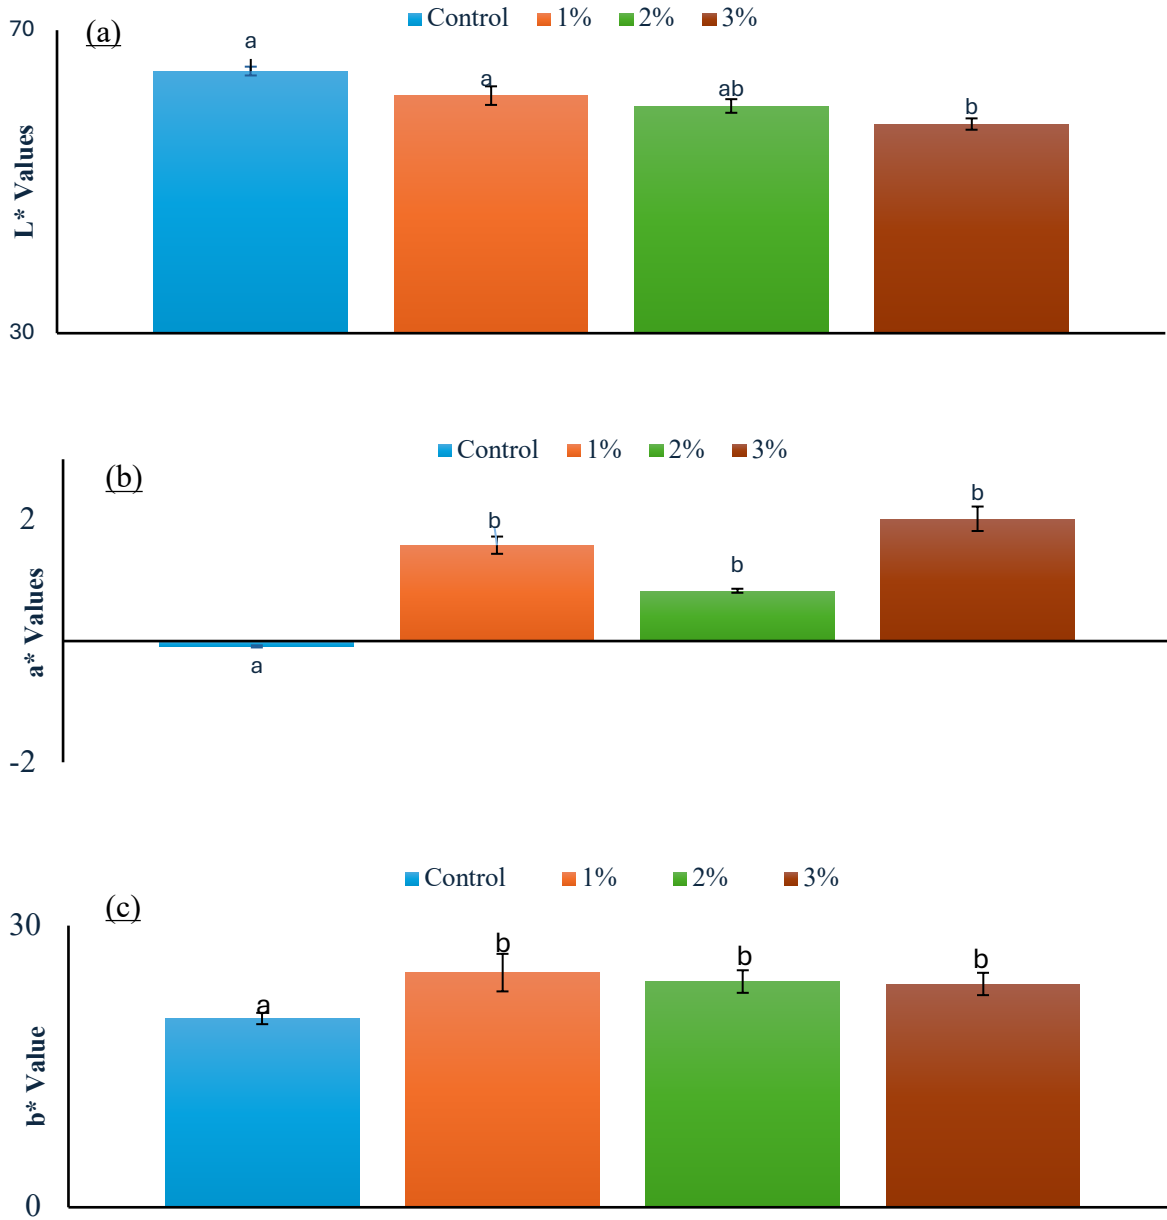 Control 1% 2% 3%
70
(a)
a
a
ab
b
L* Values
30
Control 1% 2% 3%
(b)
2
b
b
b
a* Values
a
-2
Control 1% 2% 3%
(c)
30
a
b
b
b
b* Value
0